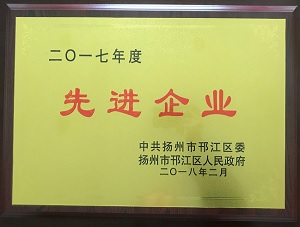 二〇一七年度
先进企业
中共扬州市邗江区委
扬州市邗江区人民政府
二〇一八年二月